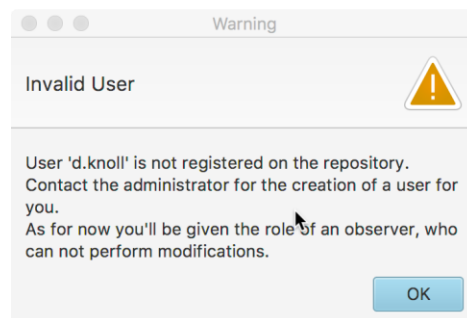 Warning
Invalid User
User 'd.knoll' is not registered on the repository.
Contact the administrator for the creation of a user for
you.
As for now you'll be given the role of an observer, who
can not perform modifications.
OK